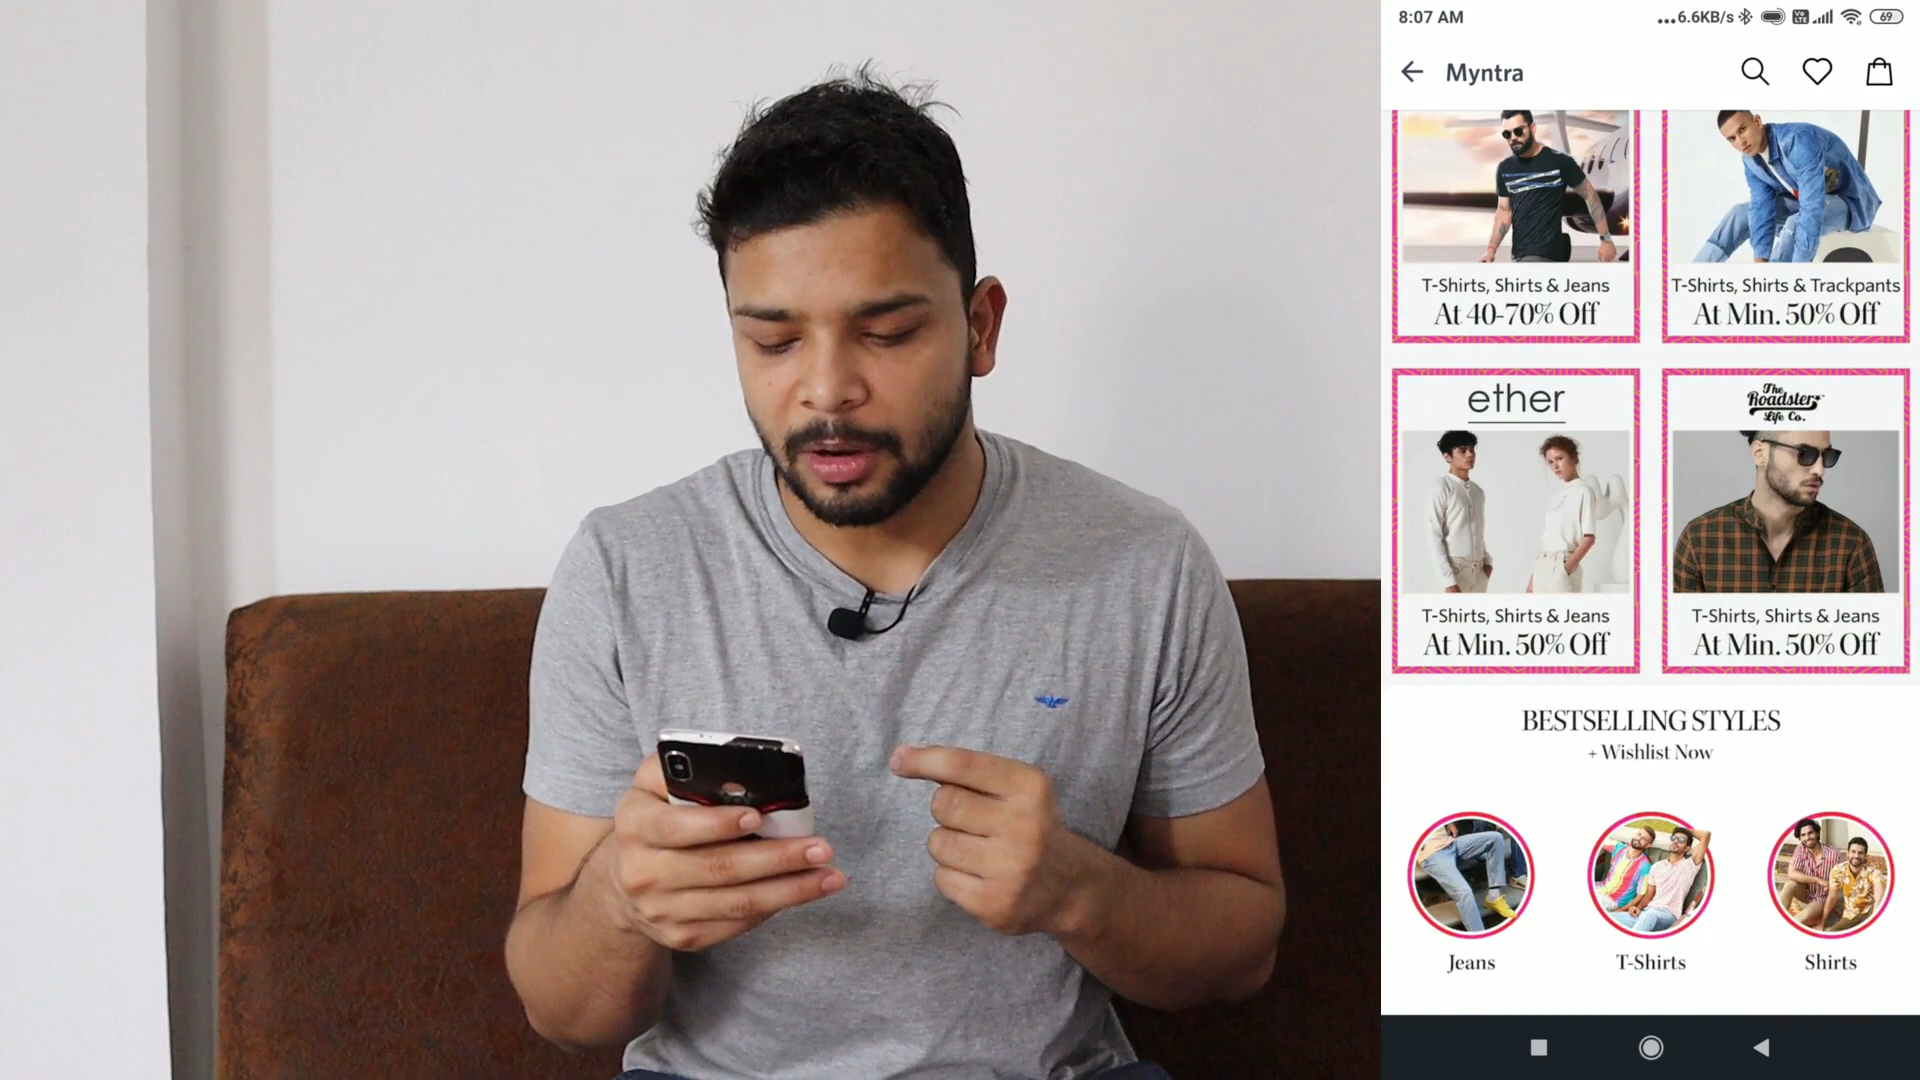 8:07 AM
...6.6KB/s
Vo
LTE
69
Myntra
T-Shirts, Shirts & Jeans
At 40-70% Off
T-Shirts, Shirts & Trackpants
At Min. 50% Off
ether
The
Roadster
Life Co.
T-Shirts, Shirts & Jeans
At Min. 50% Off
T-Shirts, Shirts & Jeans
At Min. 50% Off
BESTSELLING STYLES
+ Wishlist Now
Jeans
T-Shirts
Shirts